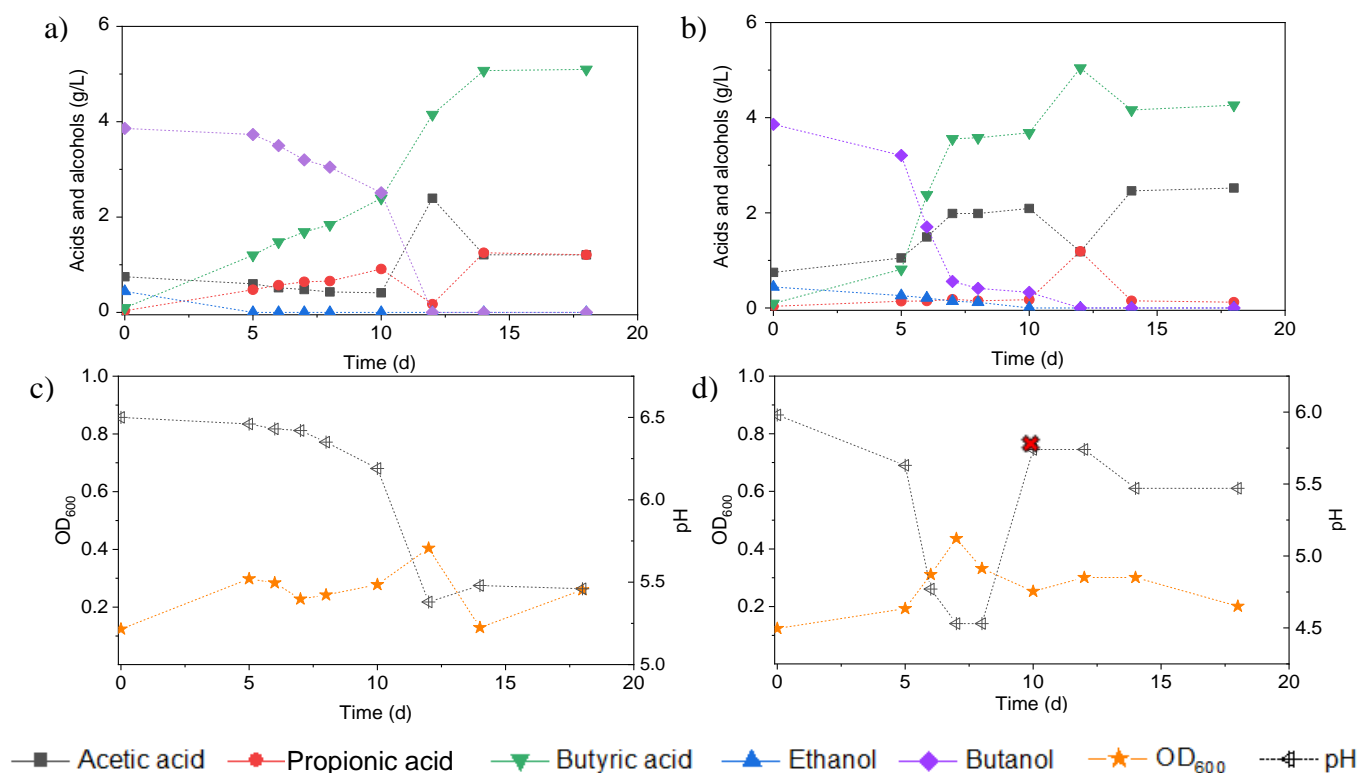 a)
Acids and alcohols (g/L)
6
4
2
0
0 5 10 15 20
Time (d)
b)
Acids and alcohols (g/L)
6
4
2
0
0 5 10 15 20
Time (d)
c)
OD600
1.0
0.8
0.6
0.4
0.2
6.5
6.0
5.5
5.0
pH
0 5 10 15 20
Time (d)
d)
OD600
1.0
0.8
0.6
0.4
0.2
6.0
5.5
5.0
4.5
pH
0 5 10 15 20
Time (d)
Acetic acid Propionic acid Butyric acid Ethanol Butanol OD600 pH